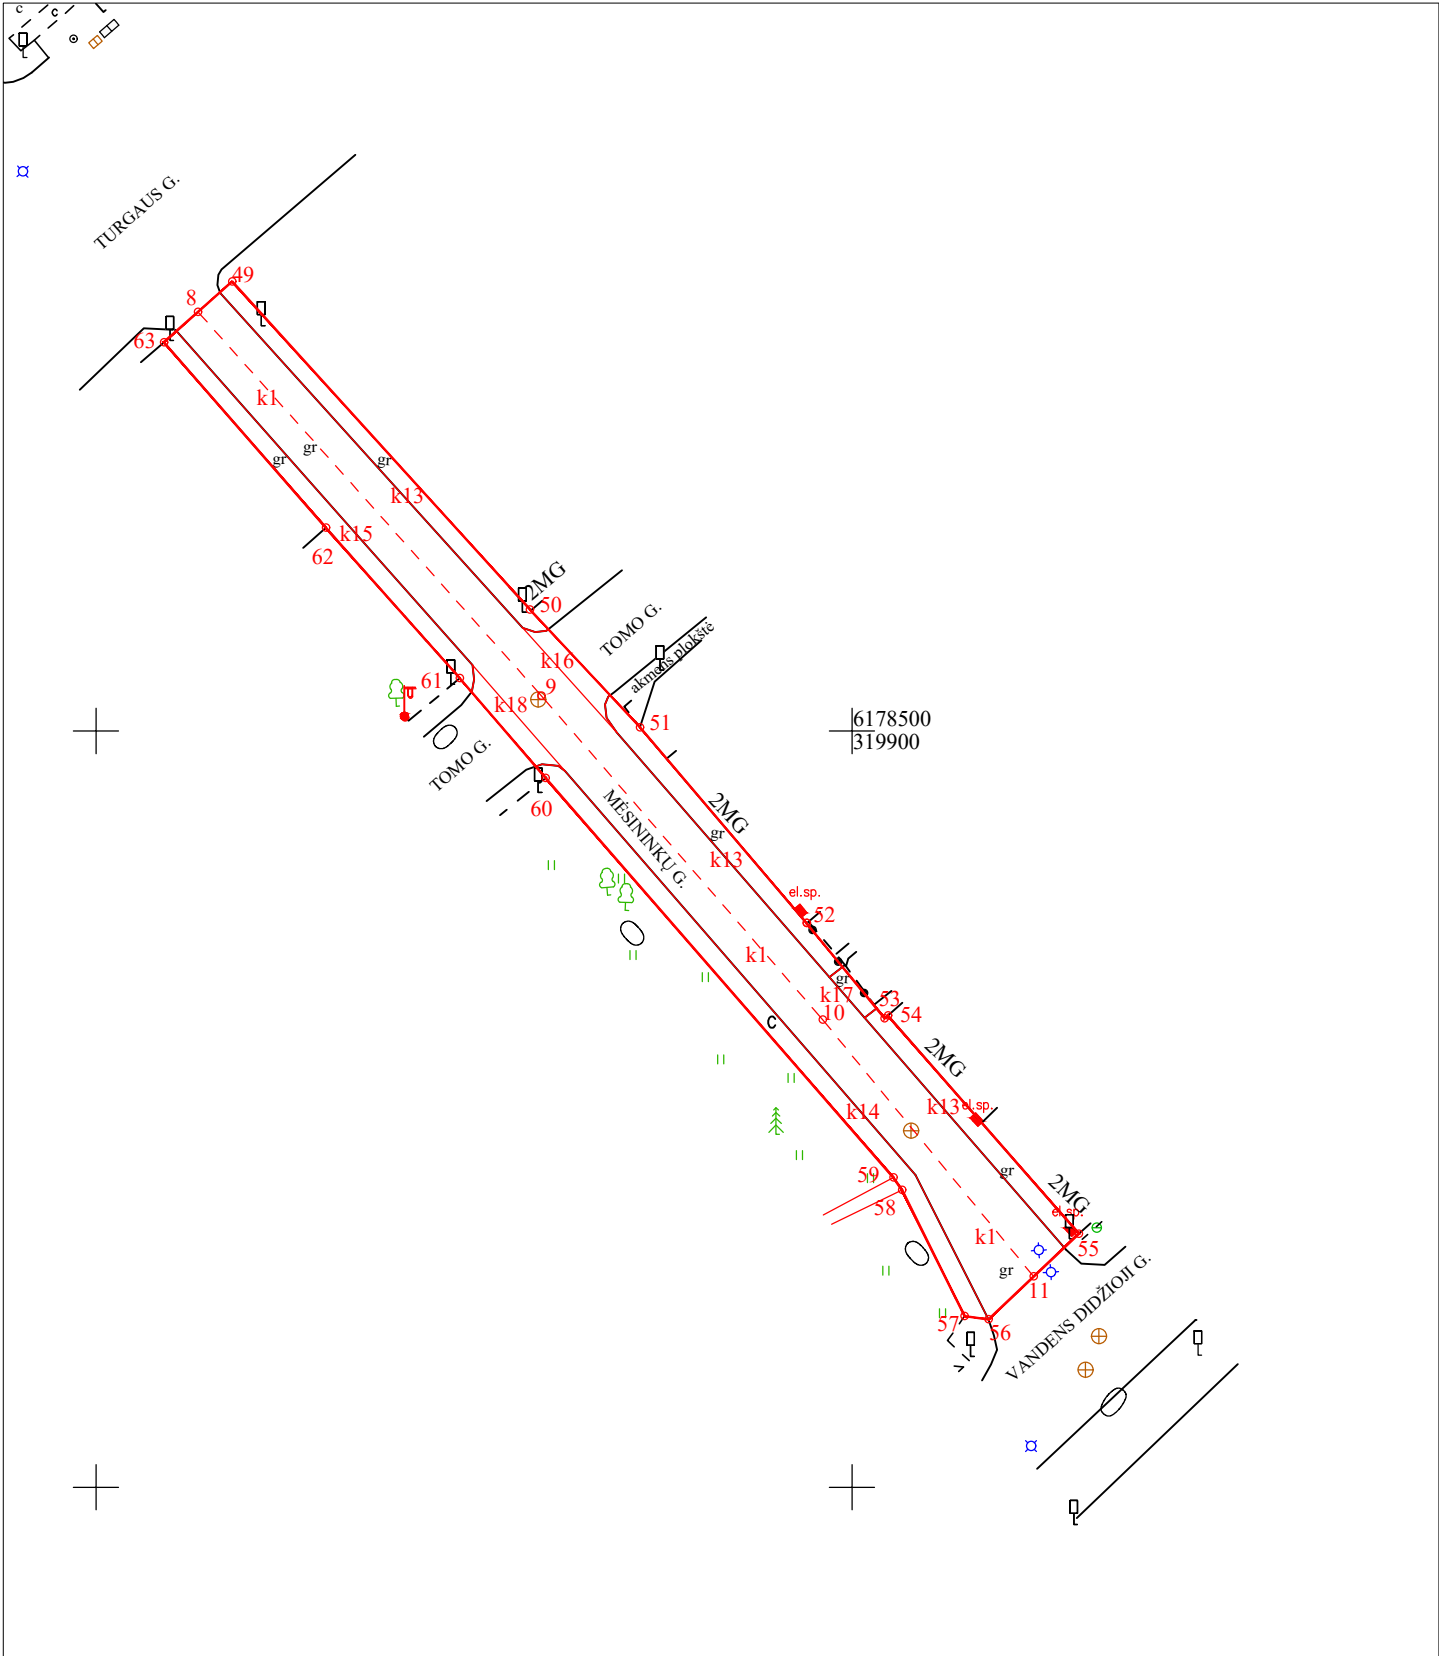 c
c
TURGAUS G.
49
8
63
k1
gr
gr
gr
k13
k15
62
2MG
50
TOMO G.
akmens plokštė
k16
61
9
k18
51
6178500
319900
TOMO G.
60
MĖSININKŲ G.
2MG
gr
k13
el.sp.
52
k1
gr
k17
53
10
54
c
2MG
k14
k13
el.sp.
59
gr
58
2MG
el.sp.
k1
55
gr
11
57
56
VANDENS DIDŽIOJI G.